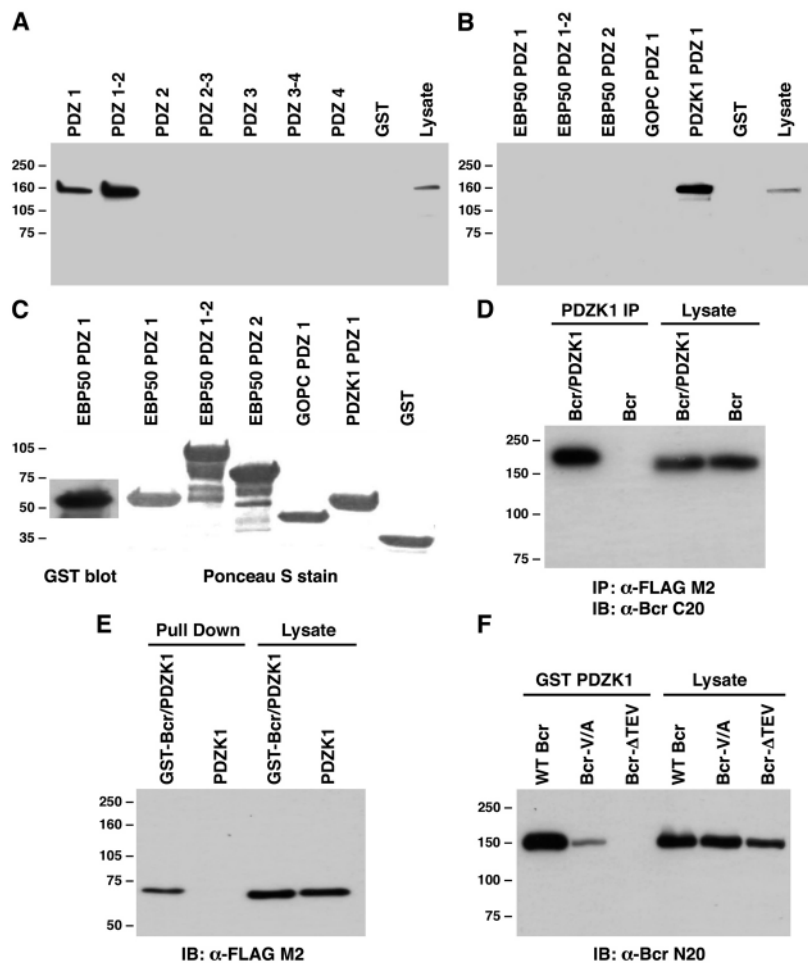 A
PDZ 1
PDZ 1-2
PDZ 2
PDZ 2-3
PDZ 3
PDZ 3-4
PDZ 4
GST
Lysate
250 –
160 –
105 –
75 –
B
EBP50 PDZ 1
EBP50 PDZ 1-2
EBP50 PDZ 2
GOPC PDZ 1
PDZK1 PDZ 1
GST
Lysate
250 –
160 –
105 –
75 –
C
EBP50 PDZ 1
EBP50 PDZ 1
EBP50 PDZ 1-2
EBP50 PDZ 2
GOPC PDZ 1
PDZK1 PDZ 1
GST
105 –
75 –
50 –
35 –
GST blot
Ponceau S stain
D
PDZK1 IP
Lysate
Bcr/PDZK1
Bcr
Bcr/PDZK1
Bcr
250 –
150 –
100 –
75 –
IP: α-FLAG M2
IB: α-Bcr C20
E
Pull Down
Lysate
GST-Bcr/PDZK1
PDZK1
GST-Bcr/PDZK1
PDZK1
250 –
160 –
105 –
75 –
50 –
IB: α-FLAG M2
F
GST PDZK1
Lysate
WT Bcr
Bcr-V/A
Bcr-ΔTEV
WT Bcr
Bcr-V/A
Bcr-ΔTEV
250 –
150 –
100 –
75 –
IB: α-Bcr N20